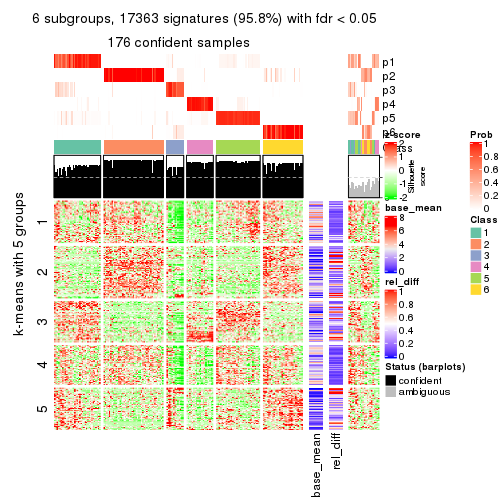 6 subgroups, 17363 signatures (95.8%) with fdr < 0.05
176 confident samples
p1
p2
p3
p4
p5
p6
Class
Silhouette
score
k-means with 5 groups
1
2
3
4
5
base_mean
rel_diff
z-score
2
1
0
-1
-2
base_mean
8
6
4
2
0
rel_diff
1
0.8
0.6
0.4
0.2
0
Status (barplots)
confident
ambiguous
Prob
1
0.8
0.6
0.4
0.2
0
Class
1
2
3
4
5
6